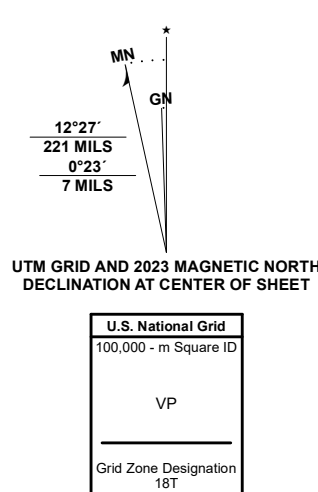 ★
MN
GN
12°27´
221 MILS
0°23´
7 MILS
UTM GRID AND 2023 MAGNETIC NORTH
DECLINATION AT CENTER OF SHEET
U.S. National Grid
100,000 - m Square ID
VP
Grid Zone Designation
18T